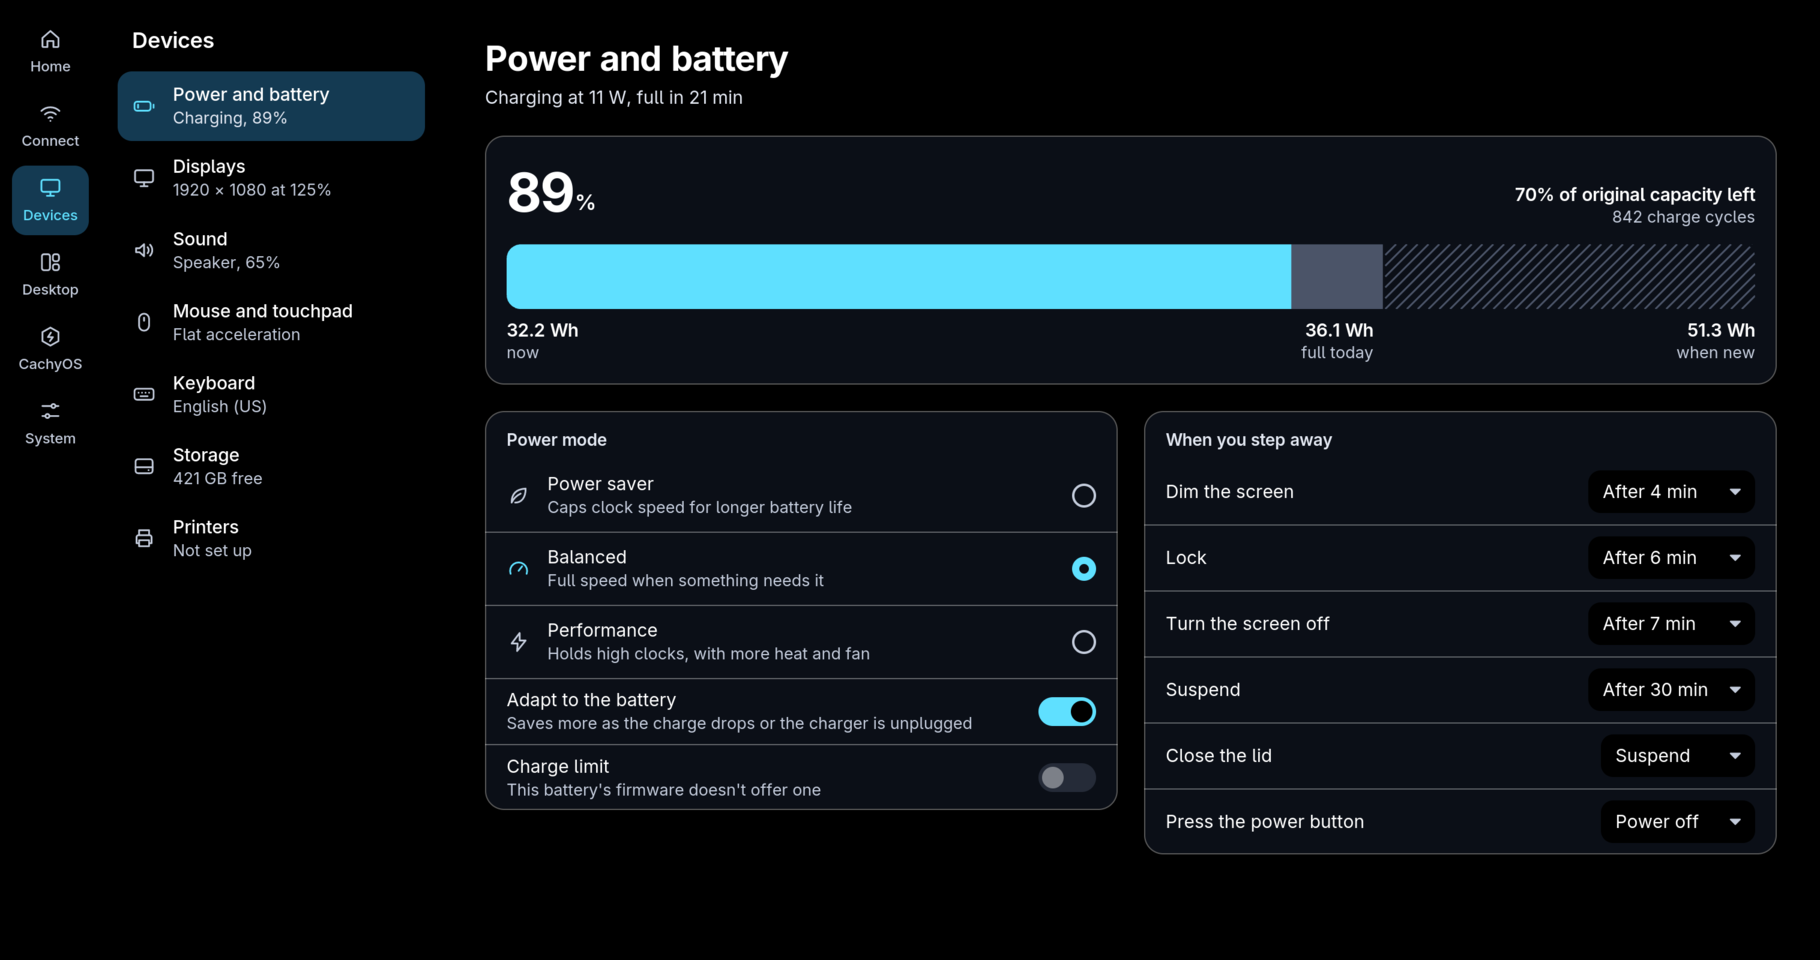 Home
Connect
Devices
Desktop
CachyOS
System
Devices
Power and battery
Charging, 89%
Displays
1920 × 1080 at 125%
Sound
Speaker, 65%
Mouse and touchpad
Flat acceleration
Keyboard
English (US)
Storage
421 GB free
Printers
Not set up
Power and battery
Charging at 11 W, full in 21 min
89%
70% of original capacity left
842 charge cycles
32.2 Wh
now
36.1 Wh
full today
51.3 Wh
when new
Power mode
Power saver
Caps clock speed for longer battery life
Balanced
Full speed when something needs it
Performance
Holds high clocks, with more heat and fan
Adapt to the battery
Saves more as the charge drops or the charger is unplugged
Charge limit
This battery's firmware doesn't offer one
When you step away
Dim the screen
After 4 min
Lock
After 6 min
Turn the screen off
After 7 min
Suspend
After 30 min
Close the lid
Suspend
Press the power button
Power off